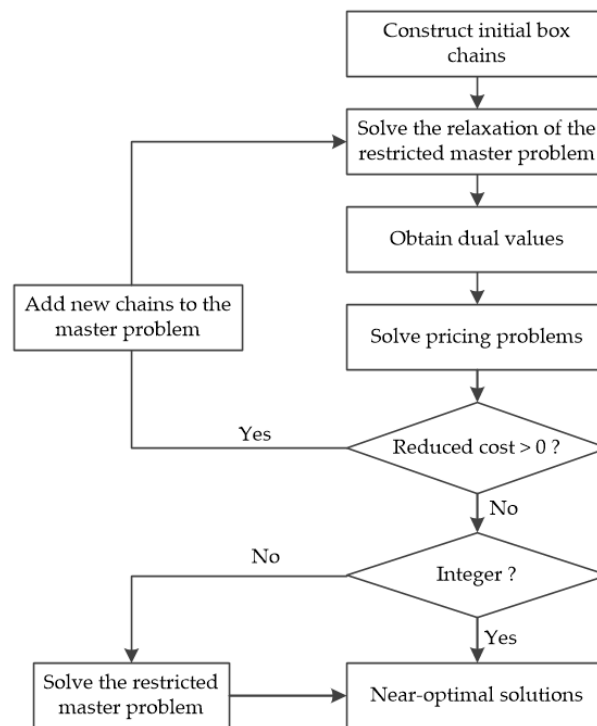 Construct initial box
chains
Solve the relaxation of the
restricted master problem
Obtain dual values
Add new chains to the
master problem
Solve pricing problems
Yes
Reduced cost > 0 ?
No
No
Integer ?
Yes
Solve the restricted
master problem
Near-optimal solutions